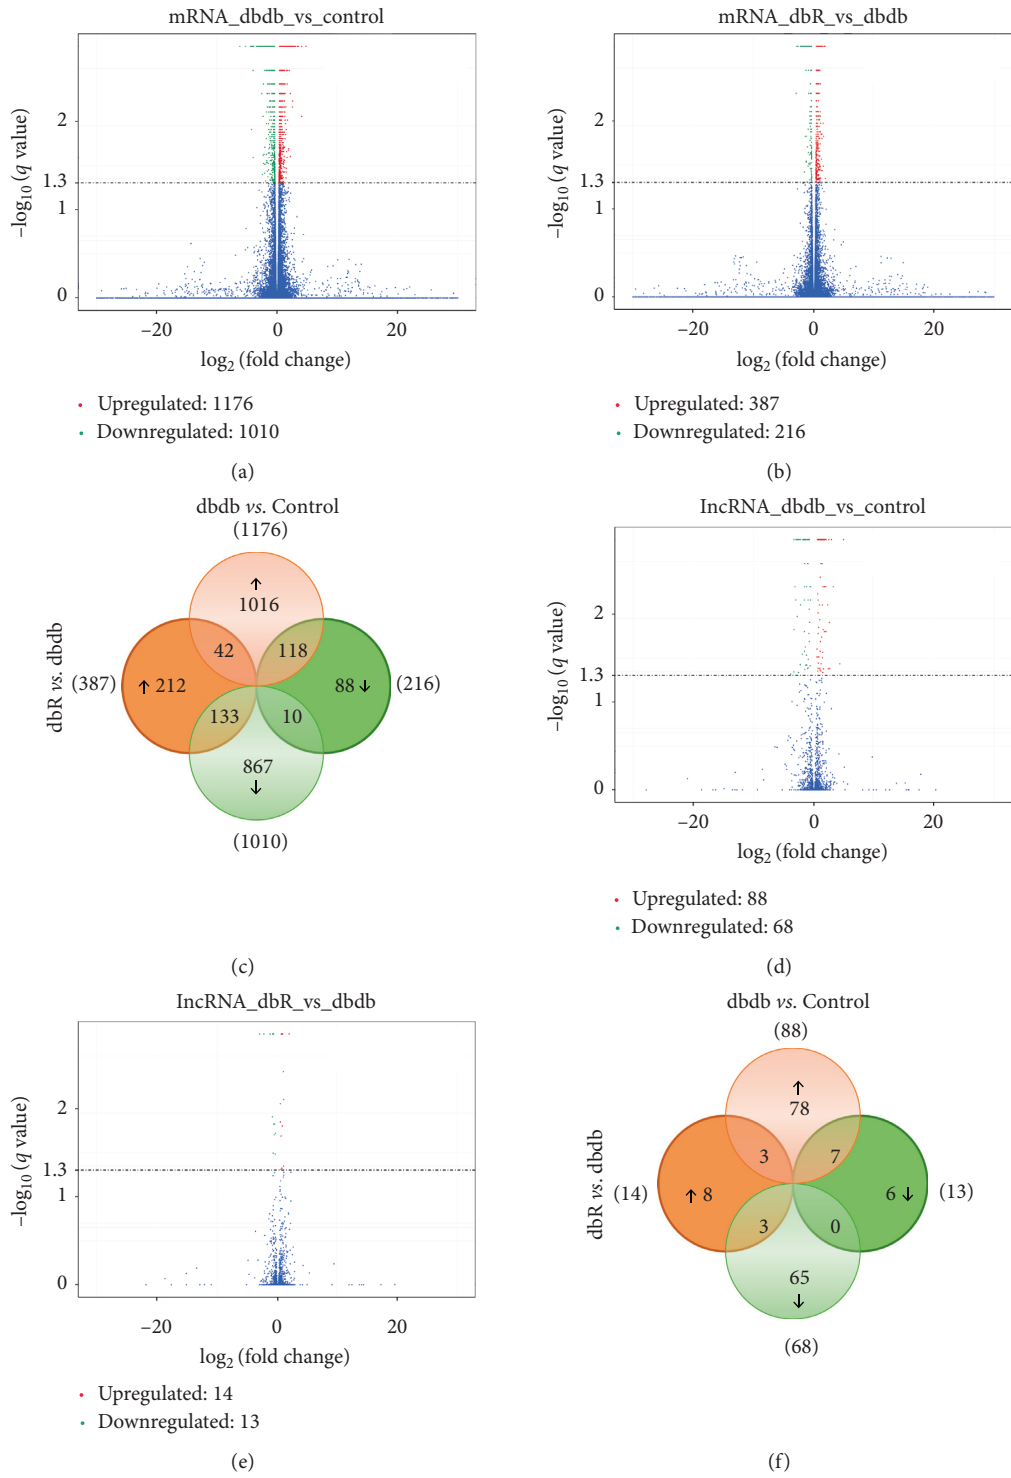 mRNA_dbdb_vs_control
−log10 (q value)
2
1.3
1
0
−20 0 20
log2 (fold change)
Upregulated: 1176
Downregulated: 1010
(a)
mRNA_dbR_vs_dbdb
−log10 (q value)
2
1.3
1
0
−20 0 20
log2 (fold change)
Upregulated: 387
Downregulated: 216
(b)
dbdb vs. Control
(1176)
↑
1016
42 118
dbR vs. dbdb
(387) ↑ 212 88 ↓ (216)
133 10
867
↓
(1010)
(c)
IncRNA_dbdb_vs_control
−log10 (q value)
2
1.3
1
0
−20 0 20
log2 (fold change)
Upregulated: 88
Downregulated: 68
(d)
IncRNA_dbR_vs_dbdb
−log10 (q value)
2
1.3
1
0
−20 0 20
log2 (fold change)
Upregulated: 14
Downregulated: 13
(e)
dbdb vs. Control
(88)
↑
78
3 7
dbR vs. dbdb
(14) ↑ 8 6 ↓ (13)
3 0
65
↓
(68)
(f)